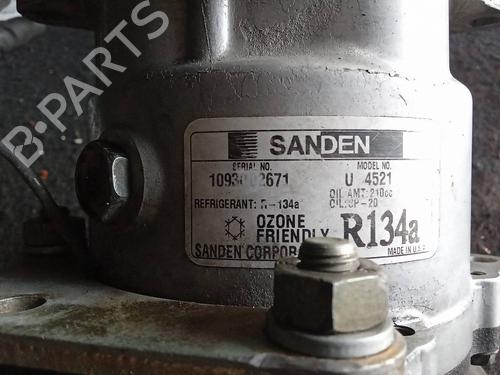 B-PARTS
SANDEN
SERIAL NO. MODEL NO.
U 4521
OIL AMT: 210cc
REFRIGERANT: R-134a OIL: SP-20
OZONE
FRIENDLY R134a
SANDEN MADE IN U.S.A.